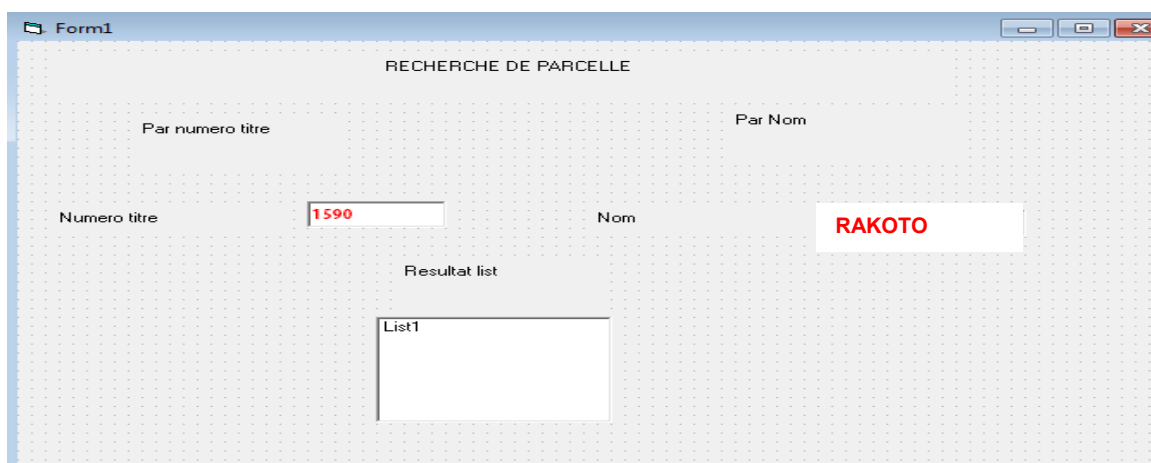 Form1
RECHERCHE DE PARCELLE
Par numero titre
Par Nom
Numero titre
1590
Nom
RAKOTO
Resultat list
List1